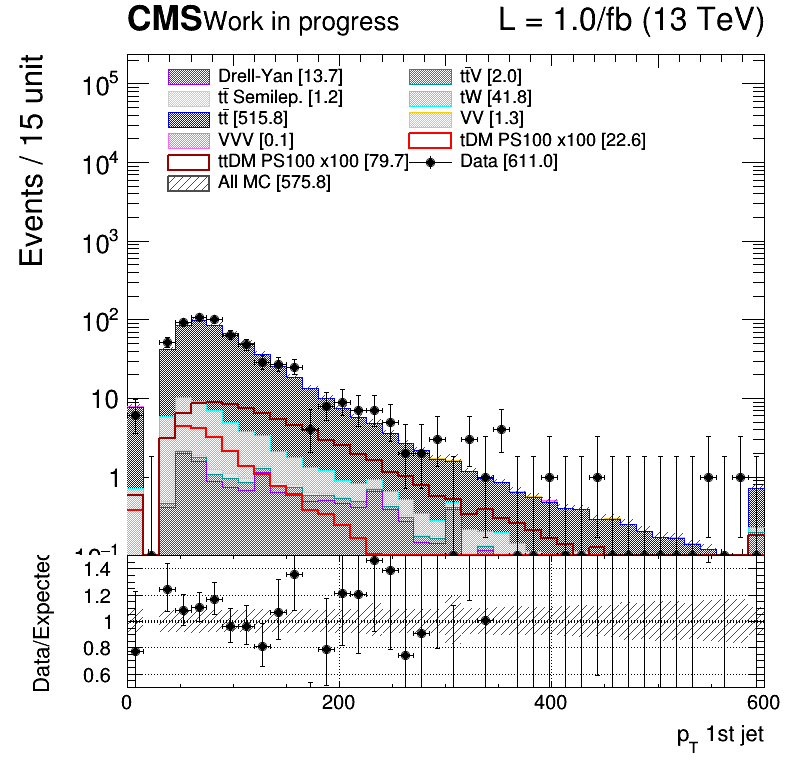 CMS Work in progress L = 1.0/fb (13 TeV)
Events / 15 unit
Drell-Yan [13.7] tt̄V [2.0]
tt̄ Semilep. [1.2] tW [41.8]
tt̄ [515.8] VV [1.3]
VVV [0.1] tDM PS100 x100 [22.6]
ttDM PS100 x100 [79.7] Data [611.0]
All MC [575.8]
10⁵
10⁴
10³
10²
10
1
10⁻¹
Data/Expected
1.4
1.2
1
0.8
0.6
0 200 400 600
p_T 1st jet